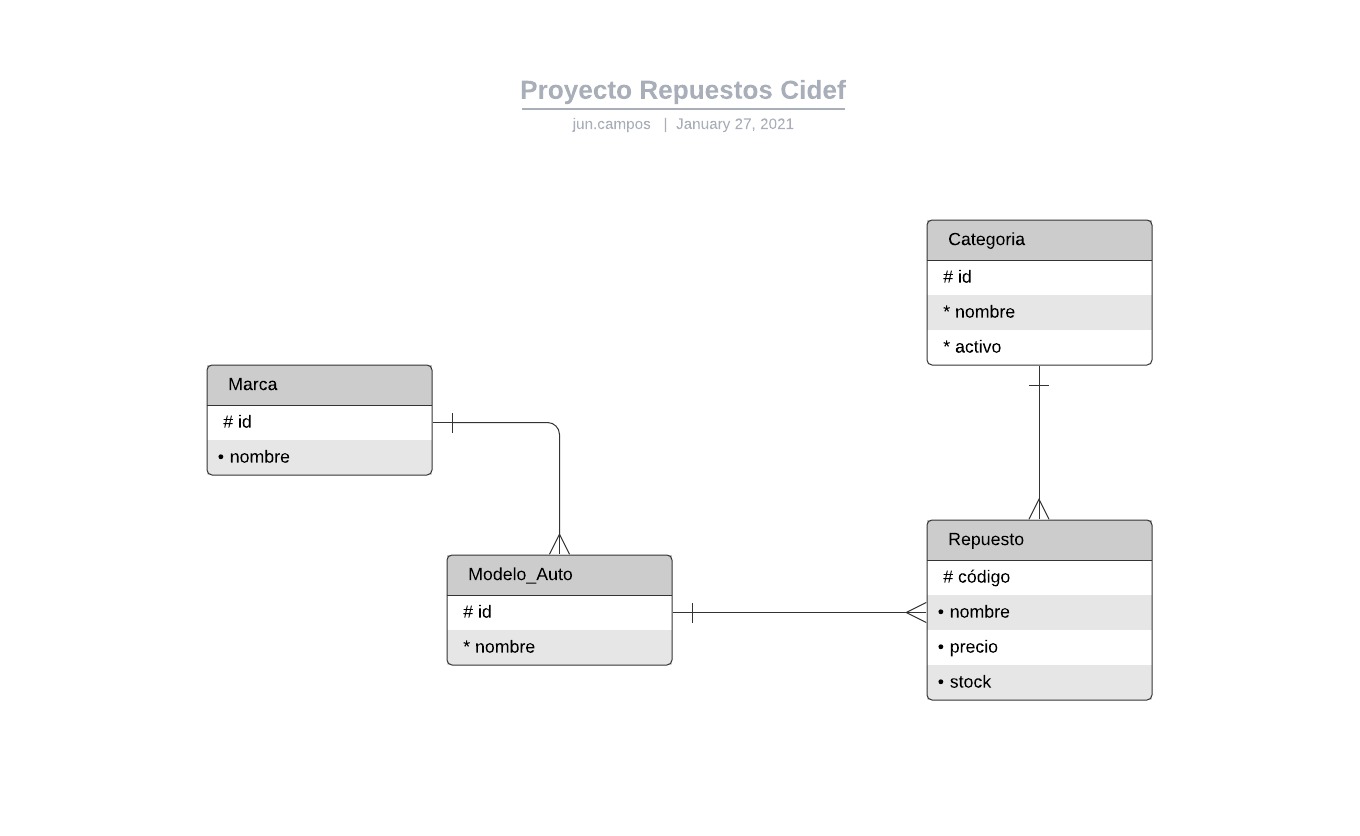 Proyecto Repuestos Cidef
jun.campos | January 27, 2021
Categoria
# id
* nombre
* activo
Marca
# id
• nombre
Modelo_Auto
# id
* nombre
Repuesto
# código
• nombre
• precio
• stock